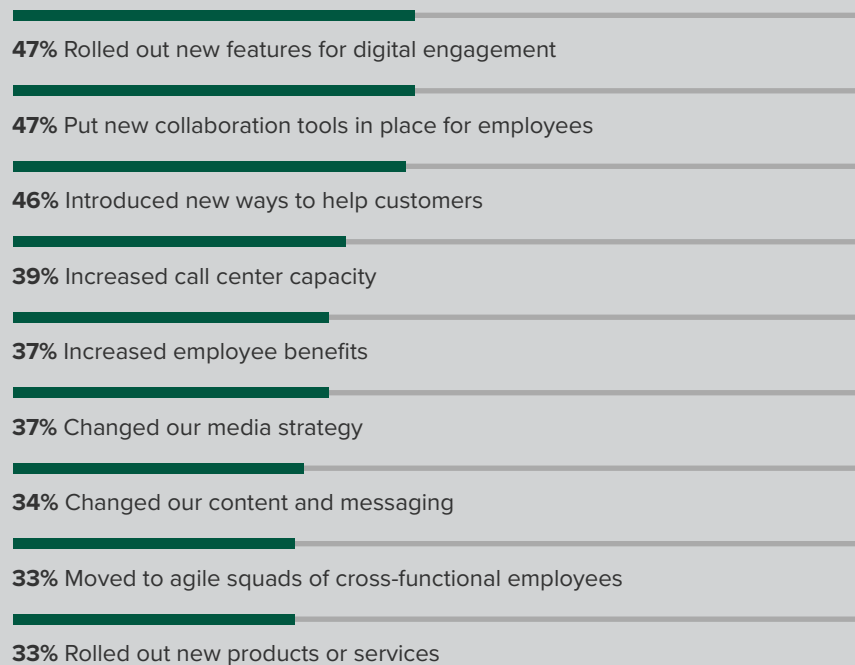 47% Rolled out new features for digital engagement
47% Put new collaboration tools in place for employees
46% Introduced new ways to help customers
39% Increased call center capacity
37% Increased employee benefits
37% Changed our media strategy
34% Changed our content and messaging
33% Moved to agile squads of cross-functional employees
33% Rolled out new products or services